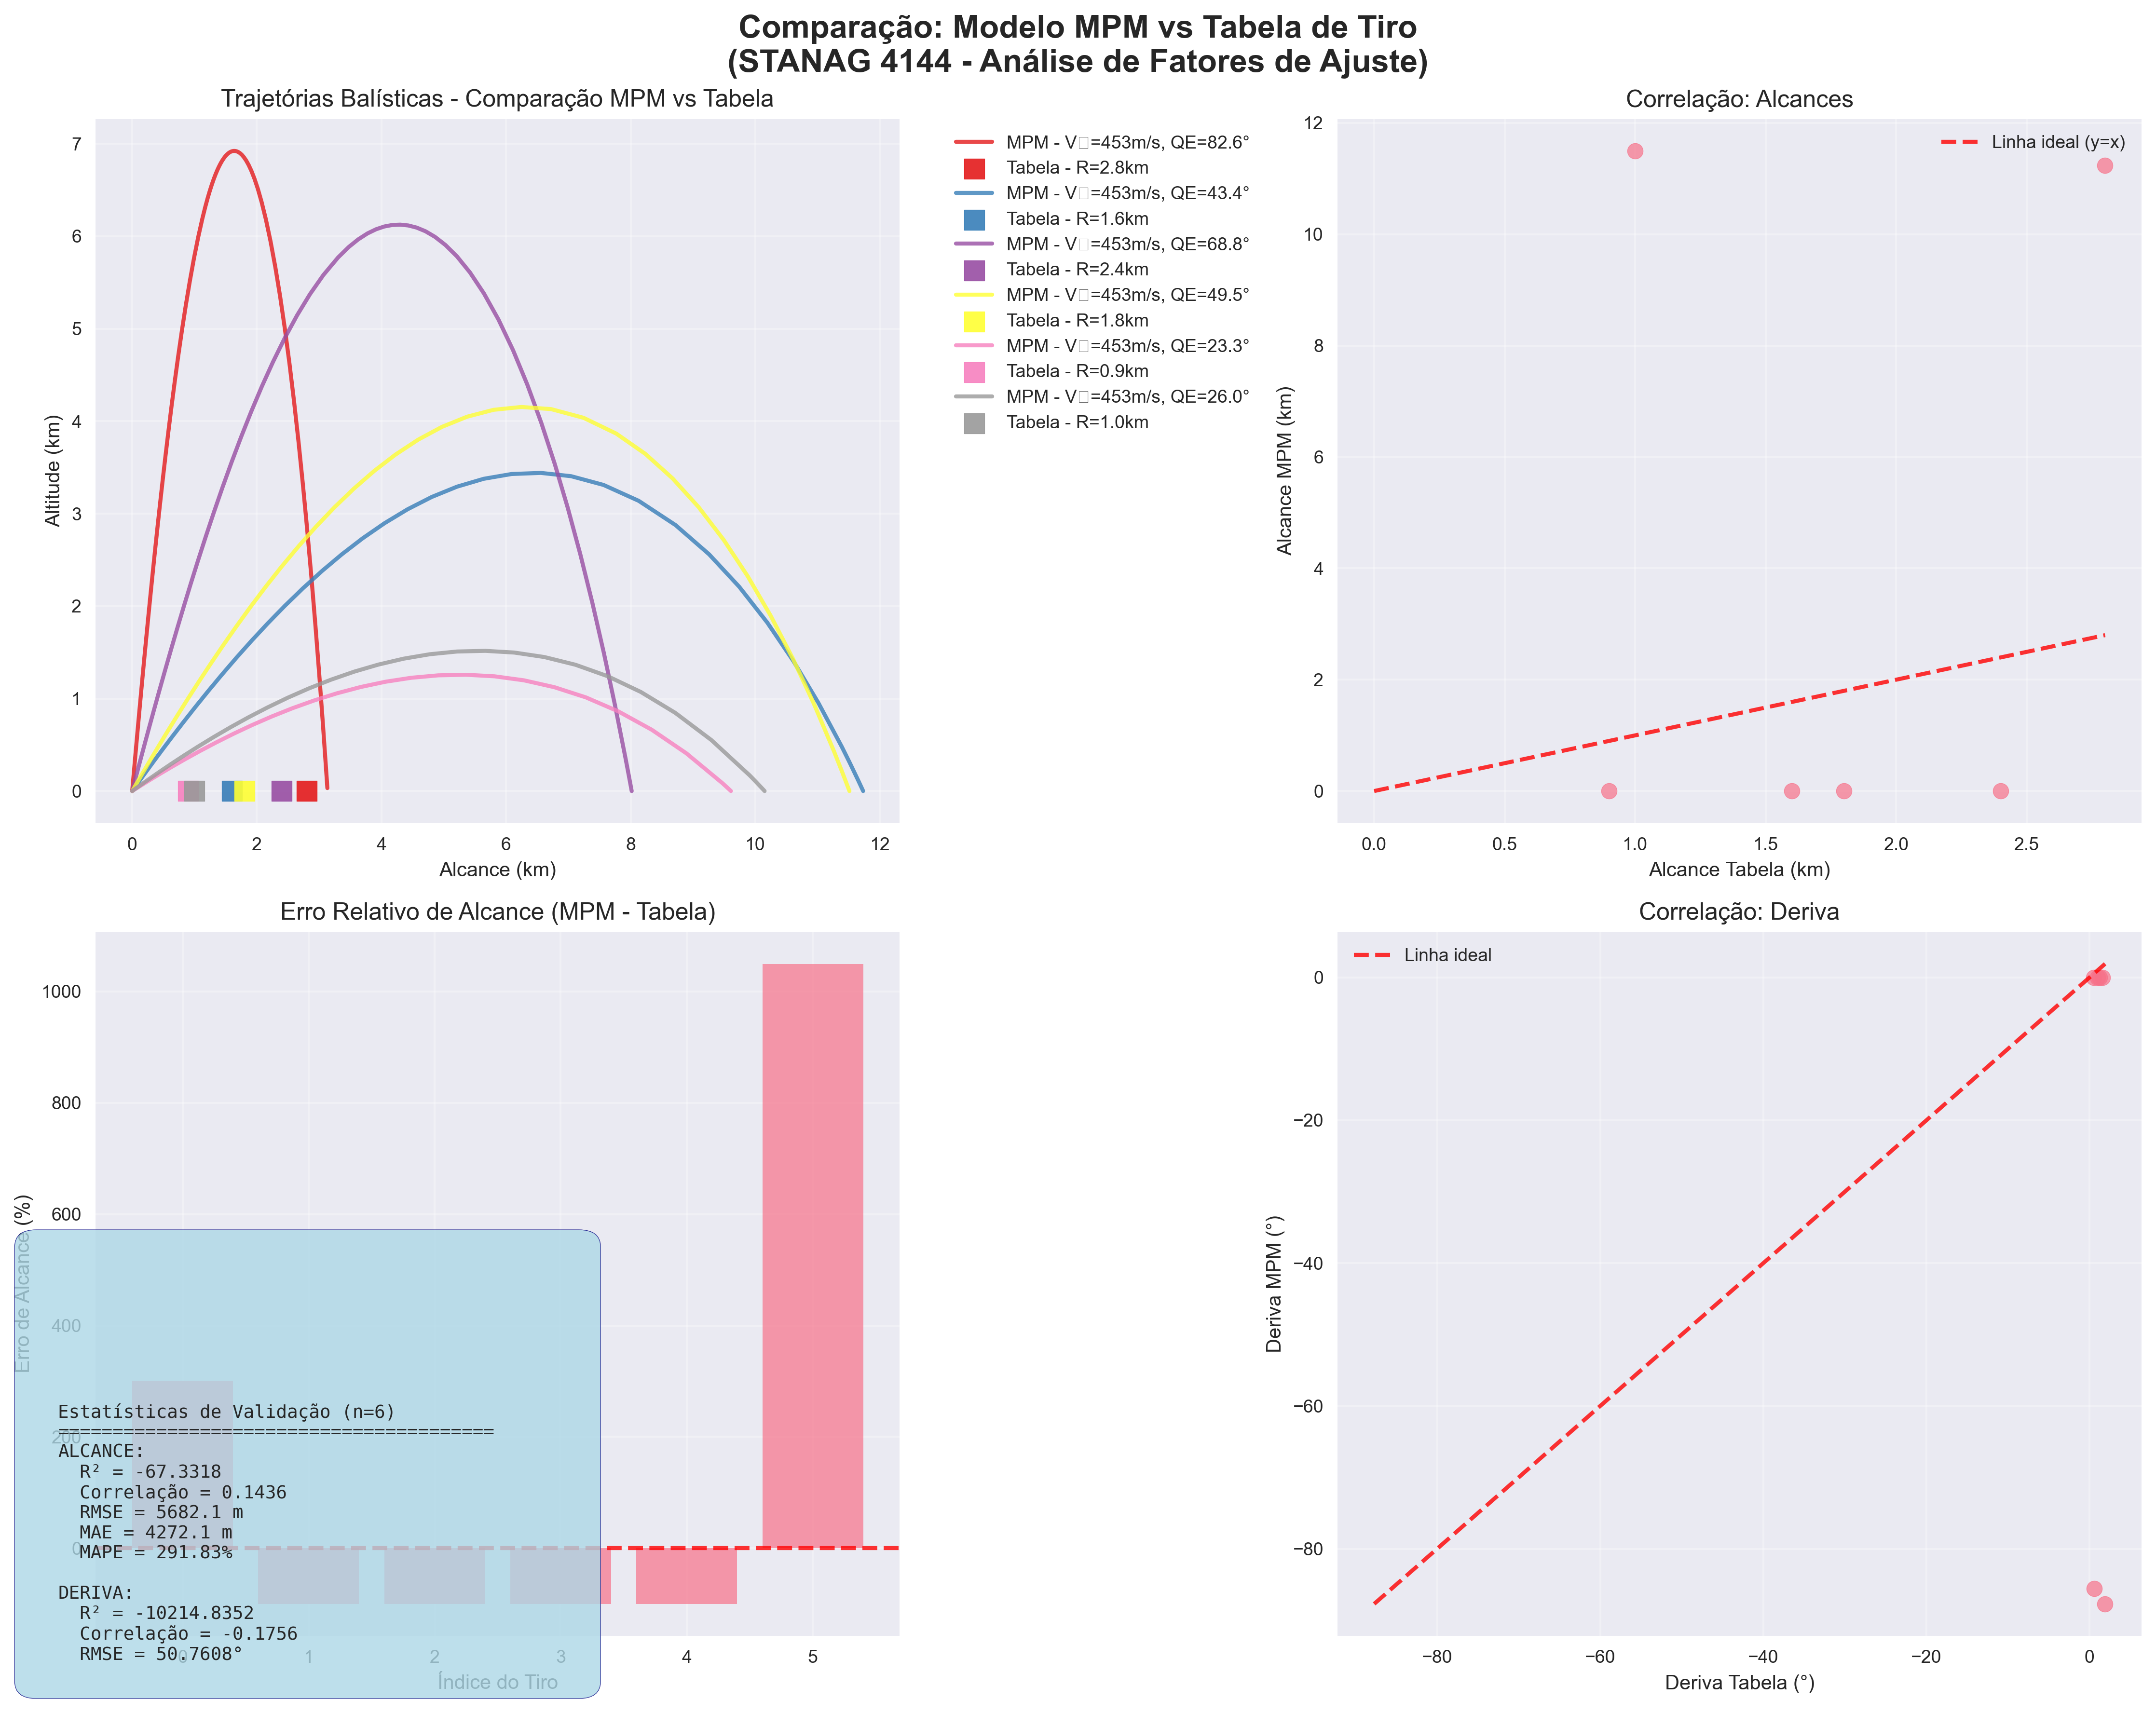 Comparação: Modelo MPM vs Tabela de Tiro
(STANAG 4144 - Análise de Fatores de Ajuste)
Trajetórias Balísticas - Comparação MPM vs Tabela
7
6
5
4
3
2
1
0
Altitude (km)
0 2 4 6 8 10 12
Alcance (km)
MPM - V□=453m/s, QE=82.6°
Tabela - R=2.8km
MPM - V□=453m/s, QE=43.4°
Tabela - R=1.6km
MPM - V□=453m/s, QE=68.8°
Tabela - R=2.4km
MPM - V□=453m/s, QE=49.5°
Tabela - R=1.8km
MPM - V□=453m/s, QE=23.3°
Tabela - R=0.9km
MPM - V□=453m/s, QE=26.0°
Tabela - R=1.0km
Correlação: Alcances
Linha ideal (y=x)
12
10
8
6
4
2
0
Alcance MPM (km)
0.0 0.5 1.0 1.5 2.0 2.5
Alcance Tabela (km)
Erro Relativo de Alcance (MPM - Tabela)
1000
800
600
400
200
0
Erro de Alcance (%)
0 1 2 3 4 5
Índice do Tiro
Estatísticas de Validação (n=6)
========================================
ALCANCE:
R² = -67.3318
Correlação = 0.1436
RMSE = 5682.1 m
MAE = 4272.1 m
MAPE = 291.83%
DERIVA:
R² = -10214.8352
Correlação = -0.1756
RMSE = 50.7608°
Correlação: Deriva
Linha ideal
0
−20
−40
−60
−80
Deriva MPM (°)
−80 −60 −40 −20 0
Deriva Tabela (°)